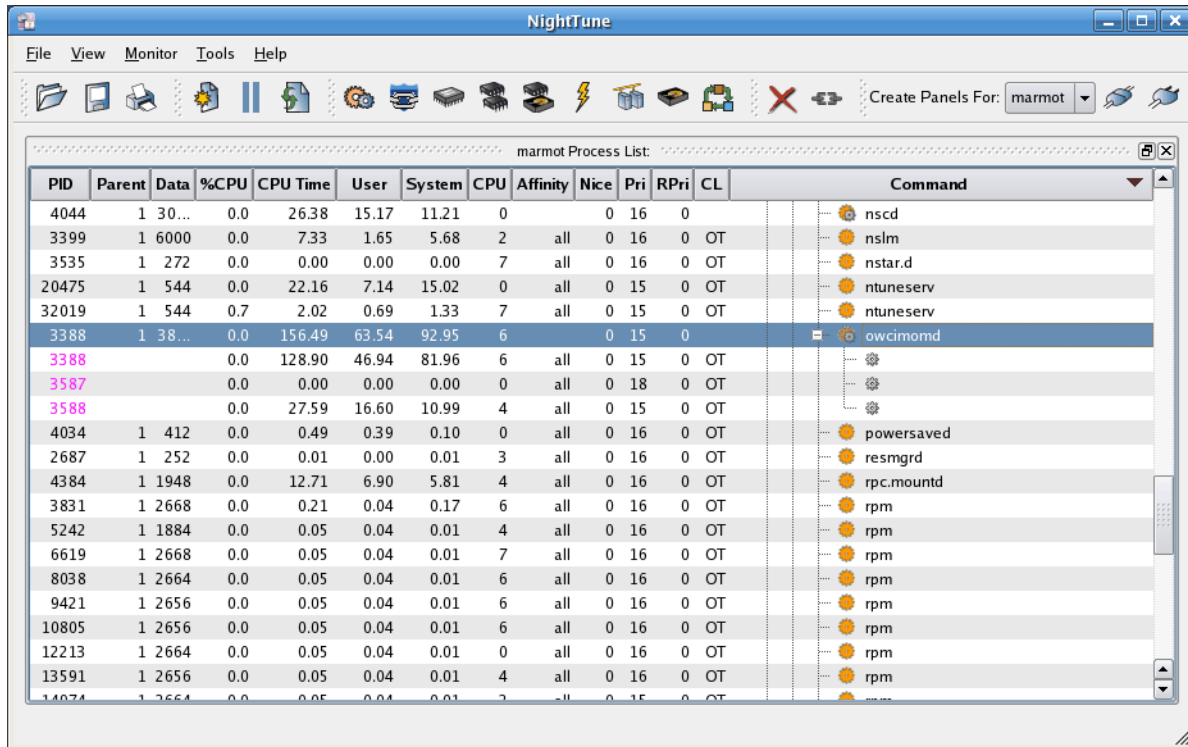 NightTune
File View Monitor Tools Help
Create Panels For: marmot
marmot Process List:
PID Parent Data %CPU CPU Time User System CPU Affinity Nice Pri RPri CL Command
4044 1 30... 0.0 26.38 15.17 11.21 0 0 16 0 nscd
3399 1 6000 0.0 7.33 1.65 5.68 2 all 0 16 0 OT nslm
3535 1 272 0.0 0.00 0.00 0.00 7 all 0 16 0 OT nstar.d
20475 1 544 0.0 22.16 7.14 15.02 0 all 0 15 0 OT ntuneserv
32019 1 544 0.7 2.02 0.69 1.33 7 all 0 15 0 OT ntuneserv
3388 1 38... 0.0 156.49 63.54 92.95 6 0 15 0 owcimomd
3388 0.0 128.90 46.94 81.96 6 all 0 15 0 OT
3587 0.0 0.00 0.00 0.00 0 all 0 18 0 OT
3588 0.0 27.59 16.60 10.99 4 all 0 15 0 OT
4034 1 412 0.0 0.49 0.39 0.10 0 all 0 16 0 OT powersaved
2687 1 252 0.0 0.01 0.00 0.01 3 all 0 16 0 OT resmgrd
4384 1 1948 0.0 12.71 6.90 5.81 4 all 0 16 0 OT rpc.mountd
3831 1 2668 0.0 0.21 0.04 0.17 6 all 0 16 0 OT rpm
5242 1 1884 0.0 0.05 0.04 0.01 4 all 0 16 0 OT rpm
6619 1 2668 0.0 0.05 0.04 0.01 7 all 0 16 0 OT rpm
8038 1 2664 0.0 0.05 0.04 0.01 6 all 0 16 0 OT rpm
9421 1 2656 0.0 0.05 0.04 0.01 6 all 0 16 0 OT rpm
10805 1 2656 0.0 0.05 0.04 0.01 6 all 0 16 0 OT rpm
12213 1 2664 0.0 0.05 0.04 0.01 0 all 0 16 0 OT rpm
13591 1 2656 0.0 0.05 0.04 0.01 4 all 0 16 0 OT rpm